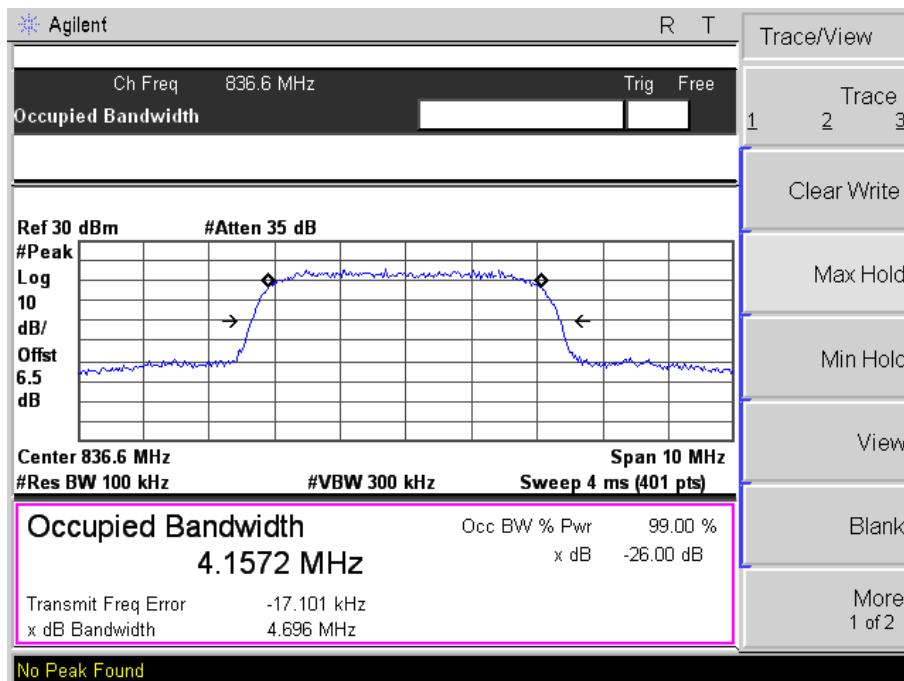 Agilent R T
Ch Freq 836.6 MHz Trig Free
Occupied Bandwidth
Ref 30 dBm #Atten 35 dB
#Peak
Log
10
dB/
Offst
6.5
dB
Center 836.6 MHz Span 10 MHz
#Res BW 100 kHz #VBW 300 kHz Sweep 4 ms (401 pts)
Occupied Bandwidth
4.1572 MHz
Occ BW % Pwr 99.00 %
x dB -26.00 dB
Transmit Freq Error -17.101 kHz
x dB Bandwidth 4.696 MHz
No Peak Found
Trace/View
Trace
1 2 3
Clear Write
Max Hold
Min Hold
View
Blank
More
1 of 2